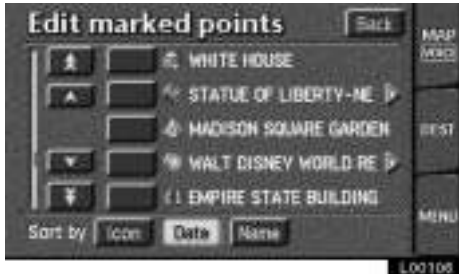 Edit marked points Back
MAP
VOICE
WHITE HOUSE
STATUE OF LIBERTY-NE
DEST
MADISON SQUARE GARDEN
WALT DISNEY WORLD RE
EMPIRE STATE BUILDING
MENU
Sort by Icon Date Name
L00106